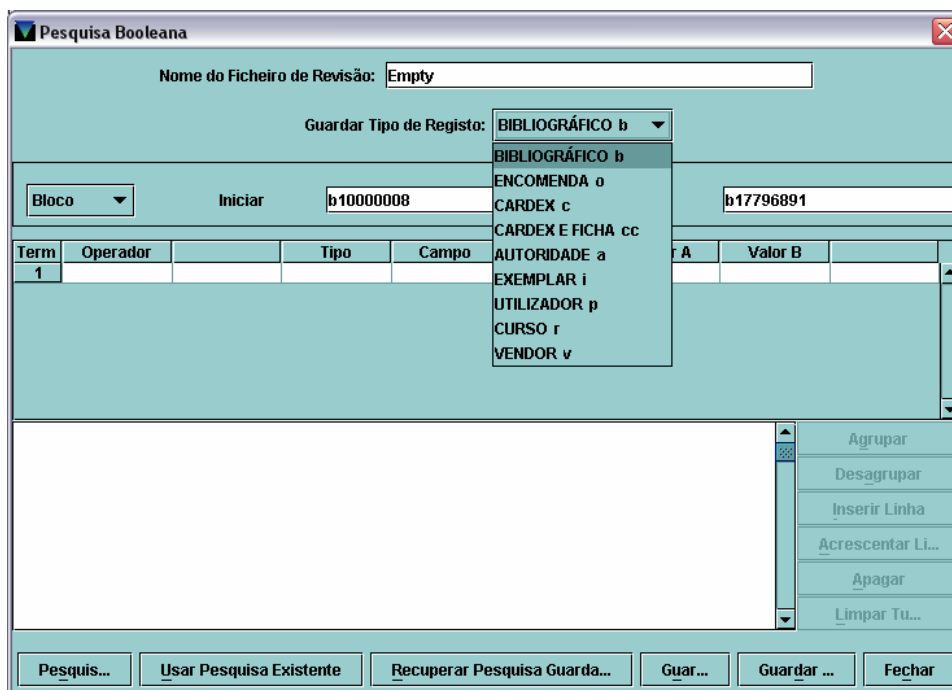 Pesquisa Booleana
Nome do Ficheiro de Revisão: Empty
Guardar Tipo de Registo: BIBLIOGRÁFICO b
BIBLIOGRÁFICO b
ENCOMENDA o
CARDEX c
CARDEX E FICHA cc
AUTORIDADE a
EXEMPLAR i
UTILIZADOR p
CURSO r
VENDOR v
Bloco Iniciar b10000008 b17796891
Term Operador Tipo Campo r A Valor B
1
Agrupar
Desagrupar
Inserir Linha
Acrescentar Li...
Apagar
Limpar Tu...
Pesquis... Usar Pesquisa Existente Recuperar Pesquisa Guarda... Guar... Guardar ... Fechar